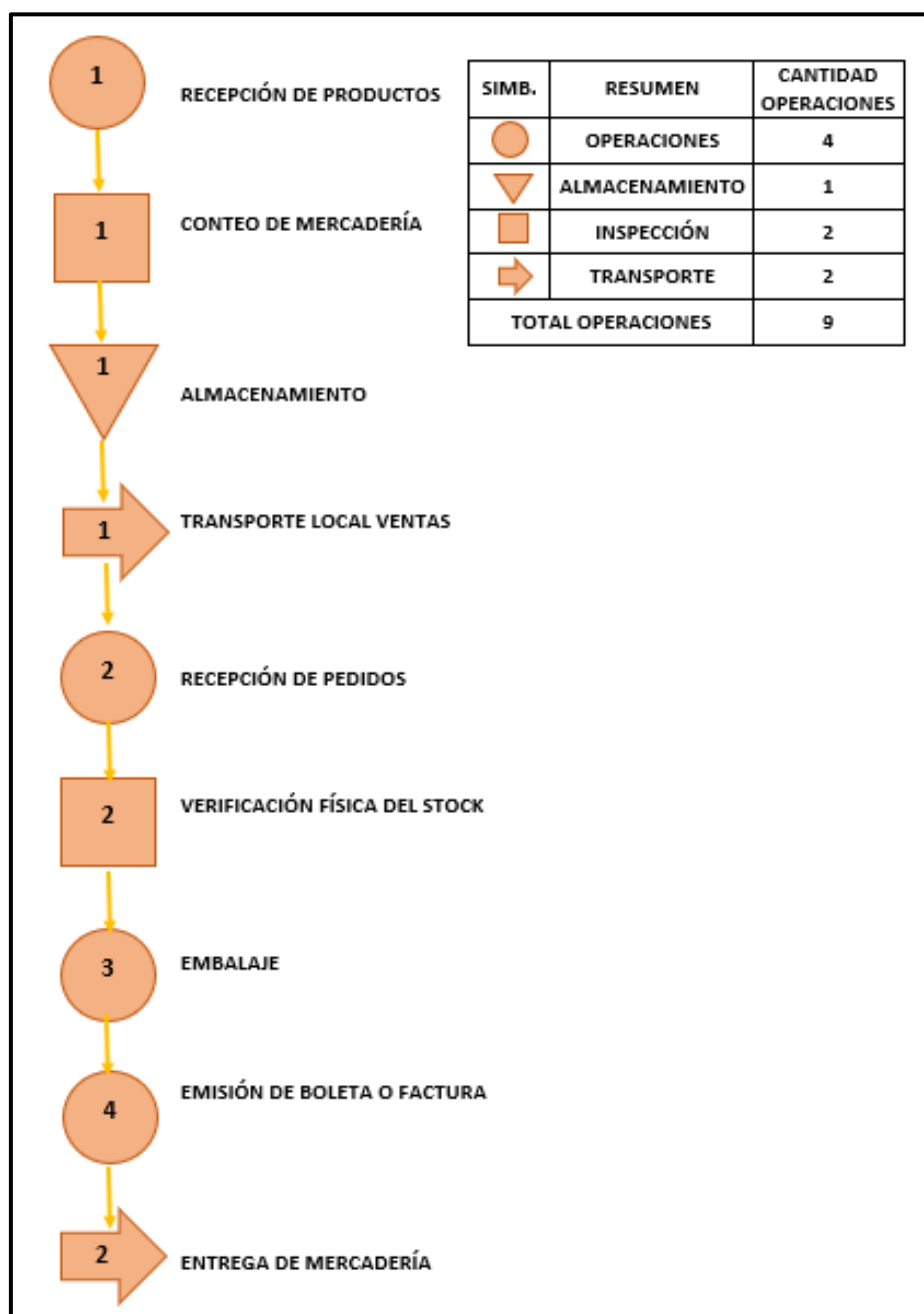 1
RECEPCIÓN DE PRODUCTOS
1
CONTEO DE MERCADERÍA
1
ALMACENAMIENTO
1
TRANSPORTE LOCAL VENTAS
2
RECEPCIÓN DE PEDIDOS
2
VERIFICACIÓN FÍSICA DEL STOCK
3
EMBALAJE
4
EMISIÓN DE BOLETA O FACTURA
2
ENTREGA DE MERCADERÍA
SIMB. RESUMEN CANTIDAD OPERACIONES
OPERACIONES 4
ALMACENAMIENTO 1
INSPECCIÓN 2
TRANSPORTE 2
TOTAL OPERACIONES 9